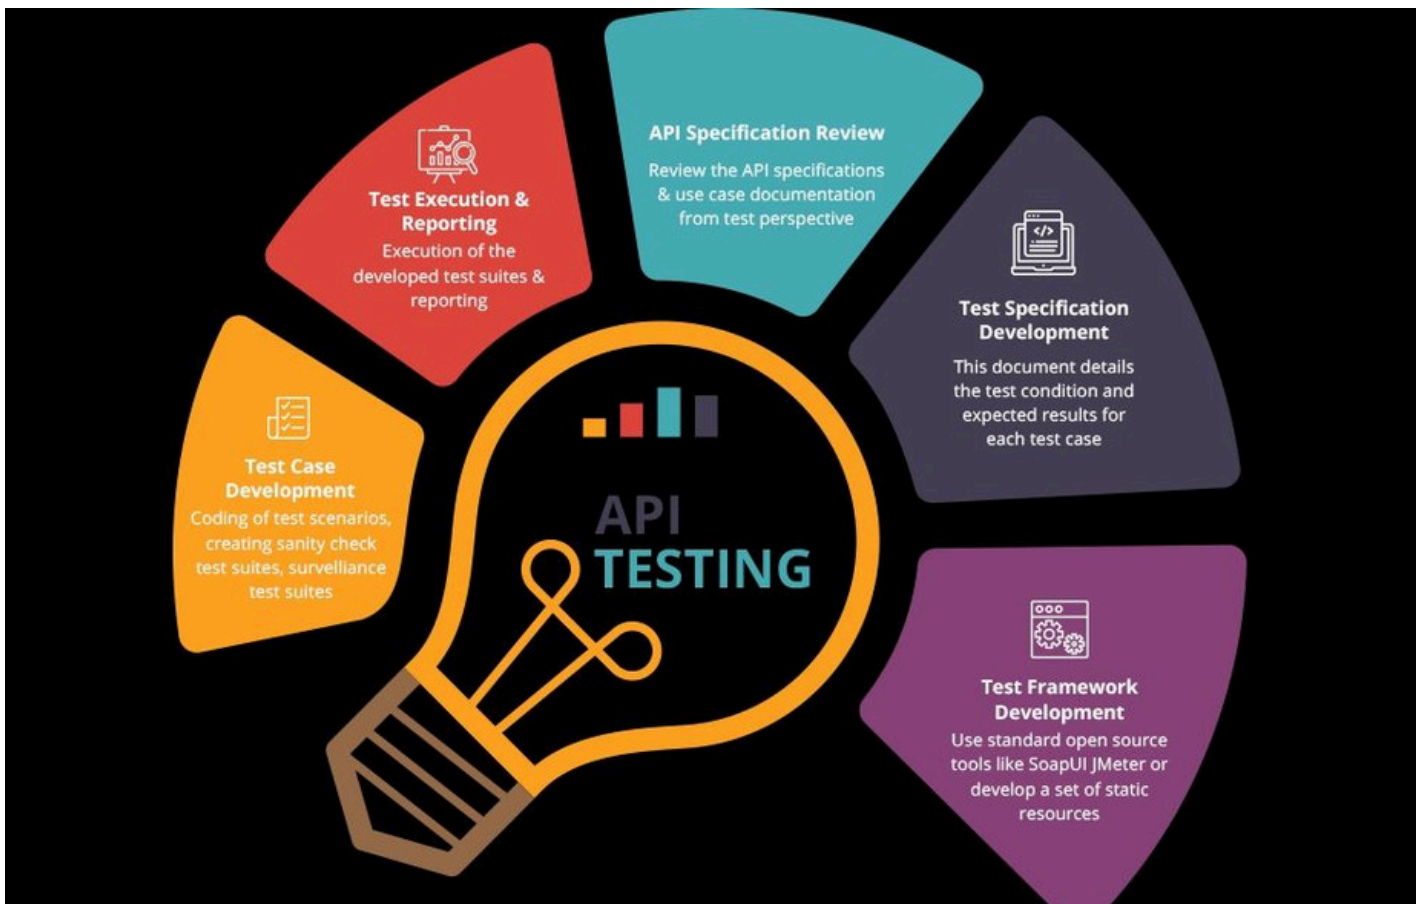 API Specification Review
Review the API specifications
& use case documentation
from test perspective
Test Execution &
Reporting
Execution of the
developed test suites &
reporting
Test Specification
Development
This document details
the test condition and
expected results for
each test case
Test Case
Development
Coding of test scenarios,
creating sanity check
test suites, survelliance
test suites
API
TESTING
Test Framework
Development
Use standard open source
tools like SoapUI JMeter or
develop a set of static
resources